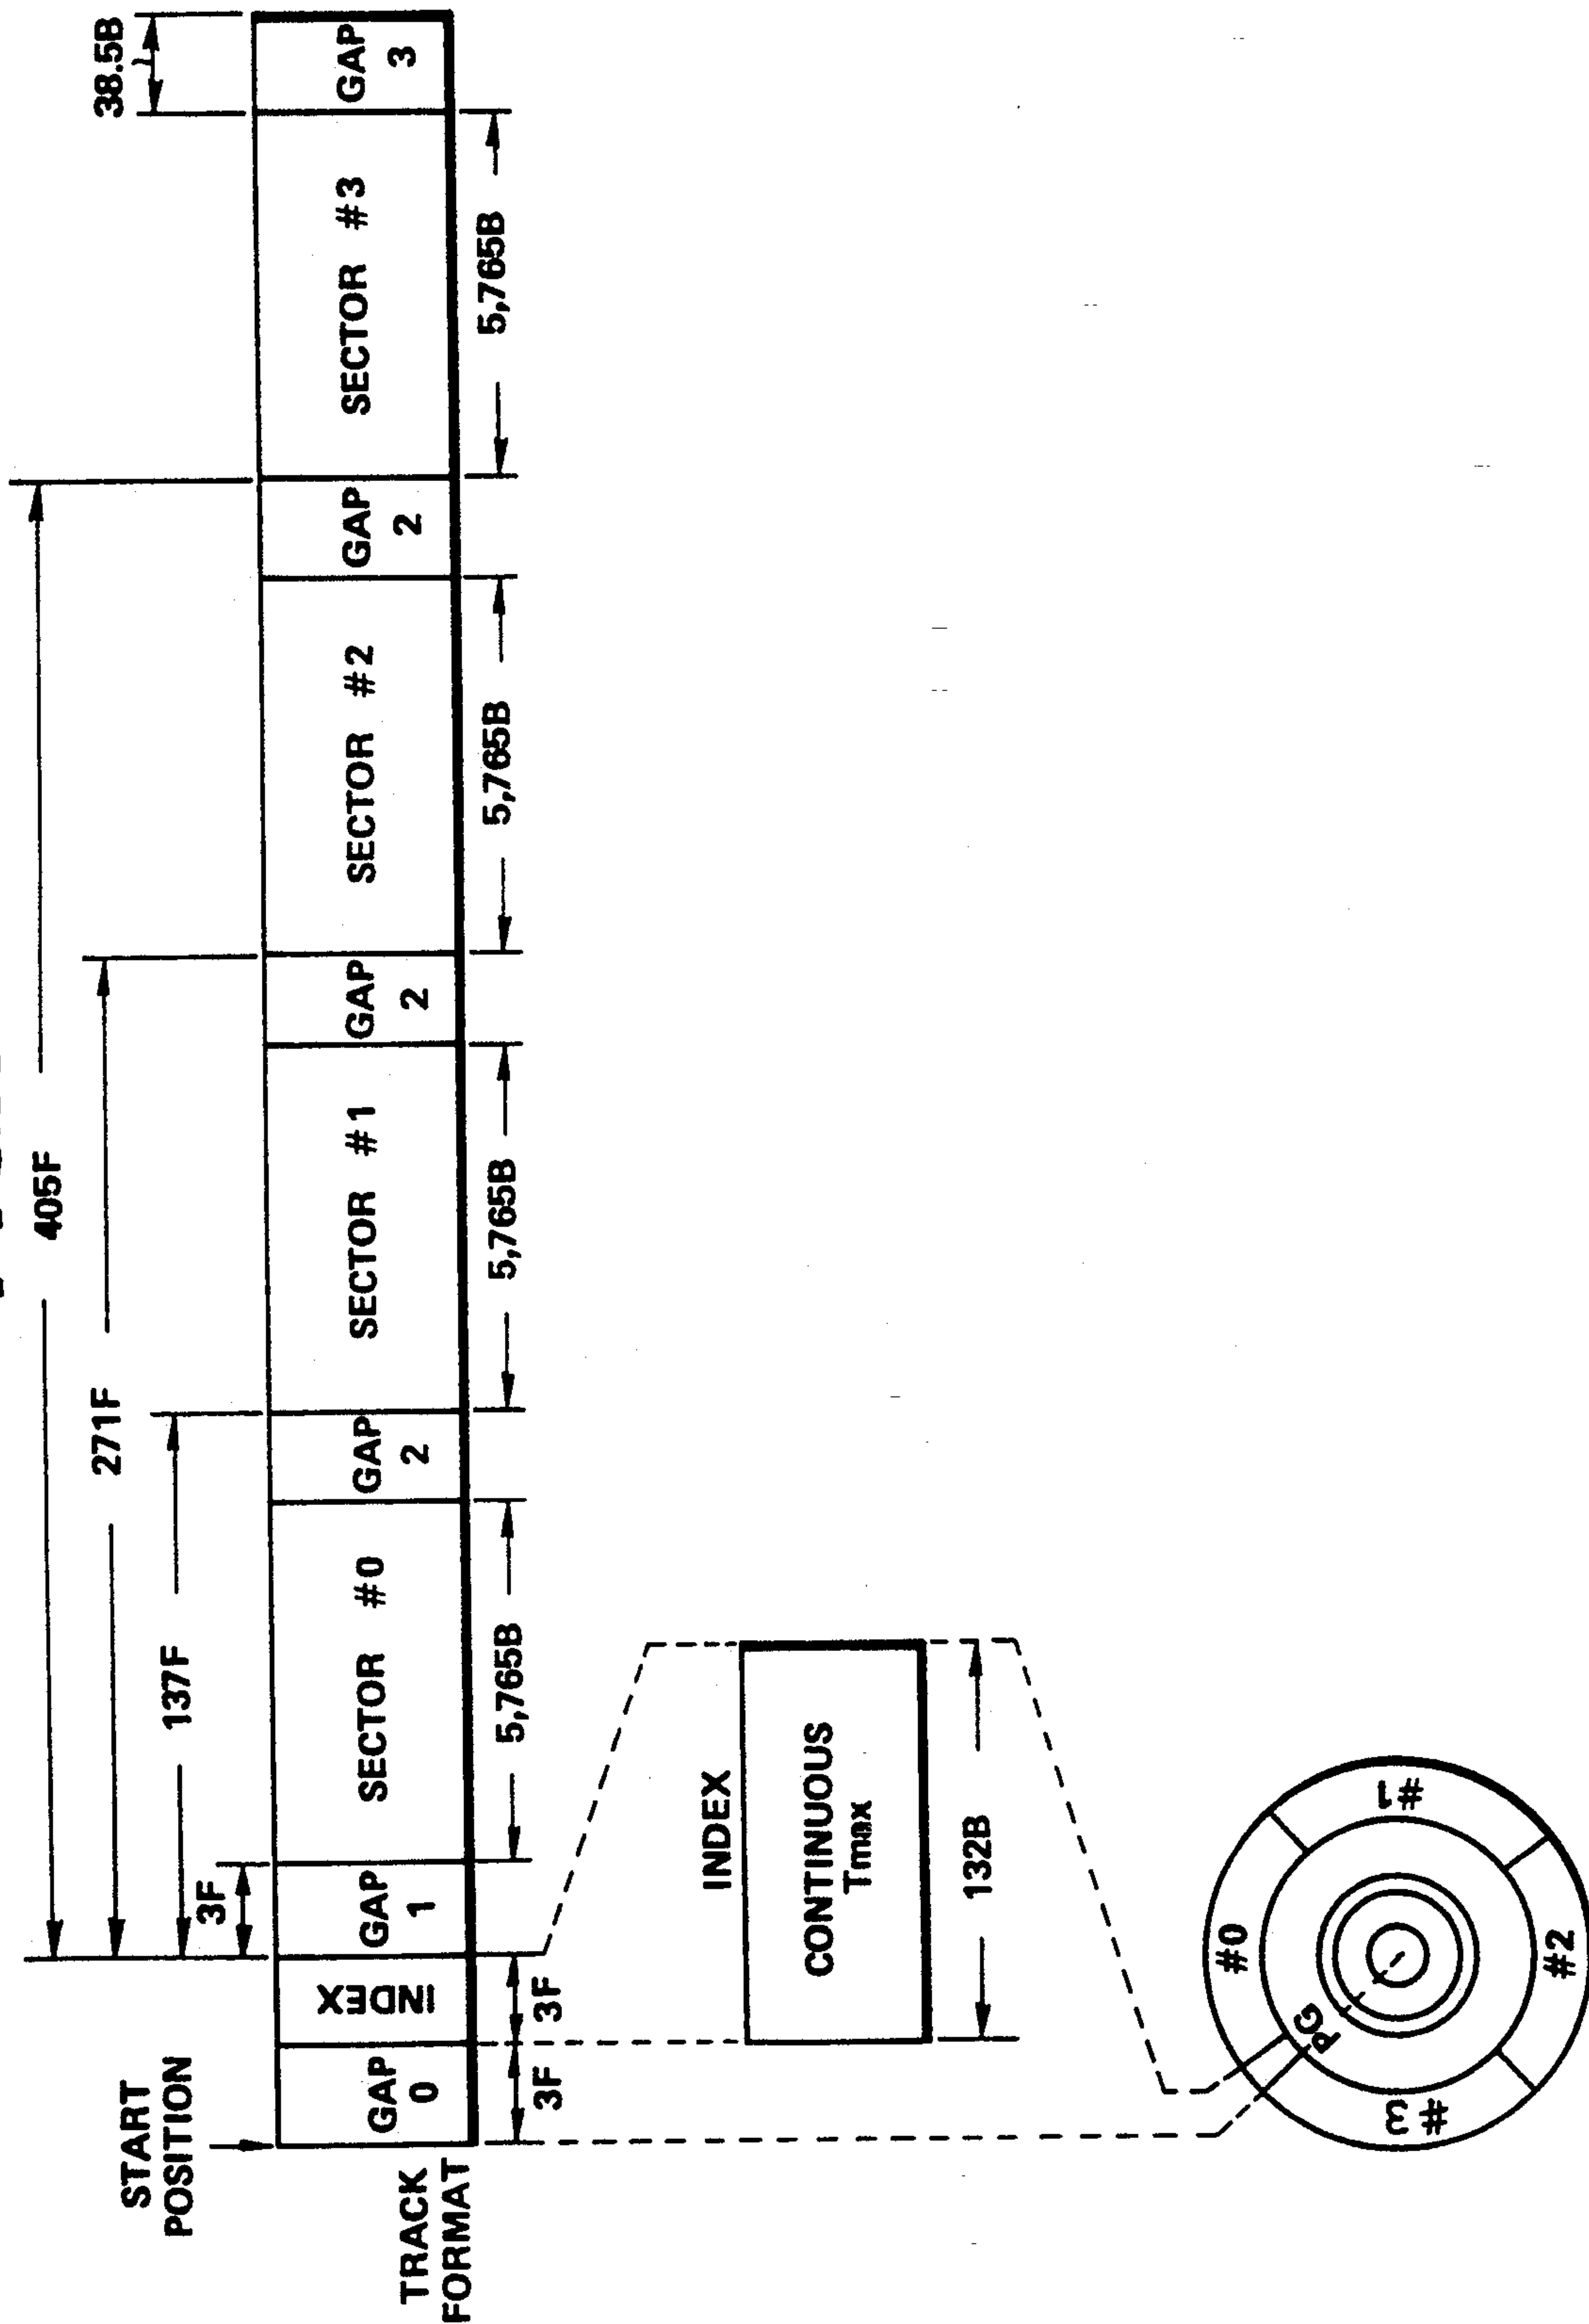 405F
271F
137F
3F
38.5B
START
POSITION
TRACK
FORMAT
GAP
0
INDEX
GAP
1
SECTOR #0
GAP
2
SECTOR #1
GAP
2
SECTOR #2
GAP
2
SECTOR #3
GAP
3
3F
3F
5,765B
5,765B
5,765B
5,765B
INDEX
CONTINUOUS
Tmax
132B
PG
#0
#1
#2
#3